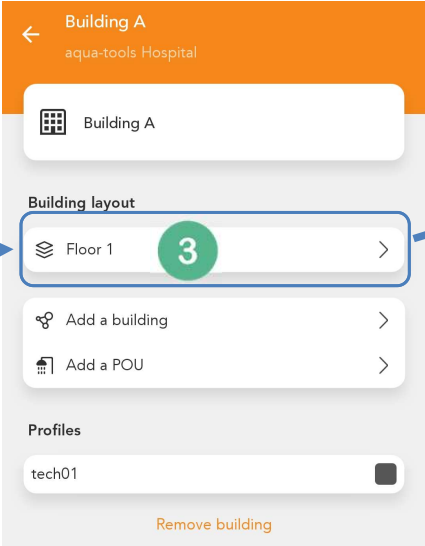 Building A
aqua-tools Hospital
Building A
Building layout
Floor 1
3
Add a building
Add a POU
Profiles
tech01
Remove building